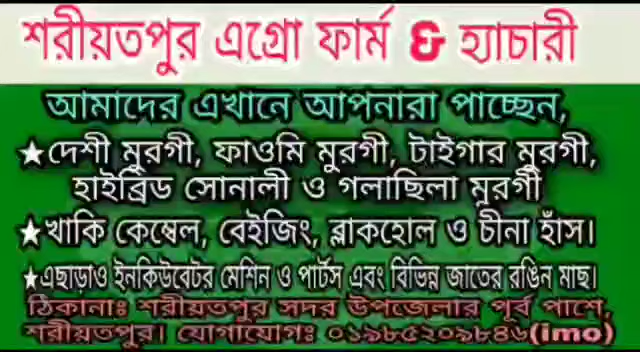 শরীয়তপুর এগ্রো ফার্ম & হ্যাচারী
আমাদের এখানে আপনারা পাচ্ছেন,
★দেশী মুরগী, ফাওমি মুরগী, টাইগার মুরগী,
হাইব্রিড সোনালী ও গলাছিলা মুরগী
★খাকি কেম্বেল, বেইজিং, ব্লাকহোল ও চীনা হাঁস।
★এছাড়াও ইনকিউবেটর মেশিন ও পার্টস এবং বিভিন্ন জাতের রঙিন মাছ।
ঠিকানাঃ শরীয়তপুর সদর উপজেলার পূর্ব পাশে,
শরীয়তপুর। যোগাযোগঃ ০১৯৮৫২০৯৮৪৬(imo)